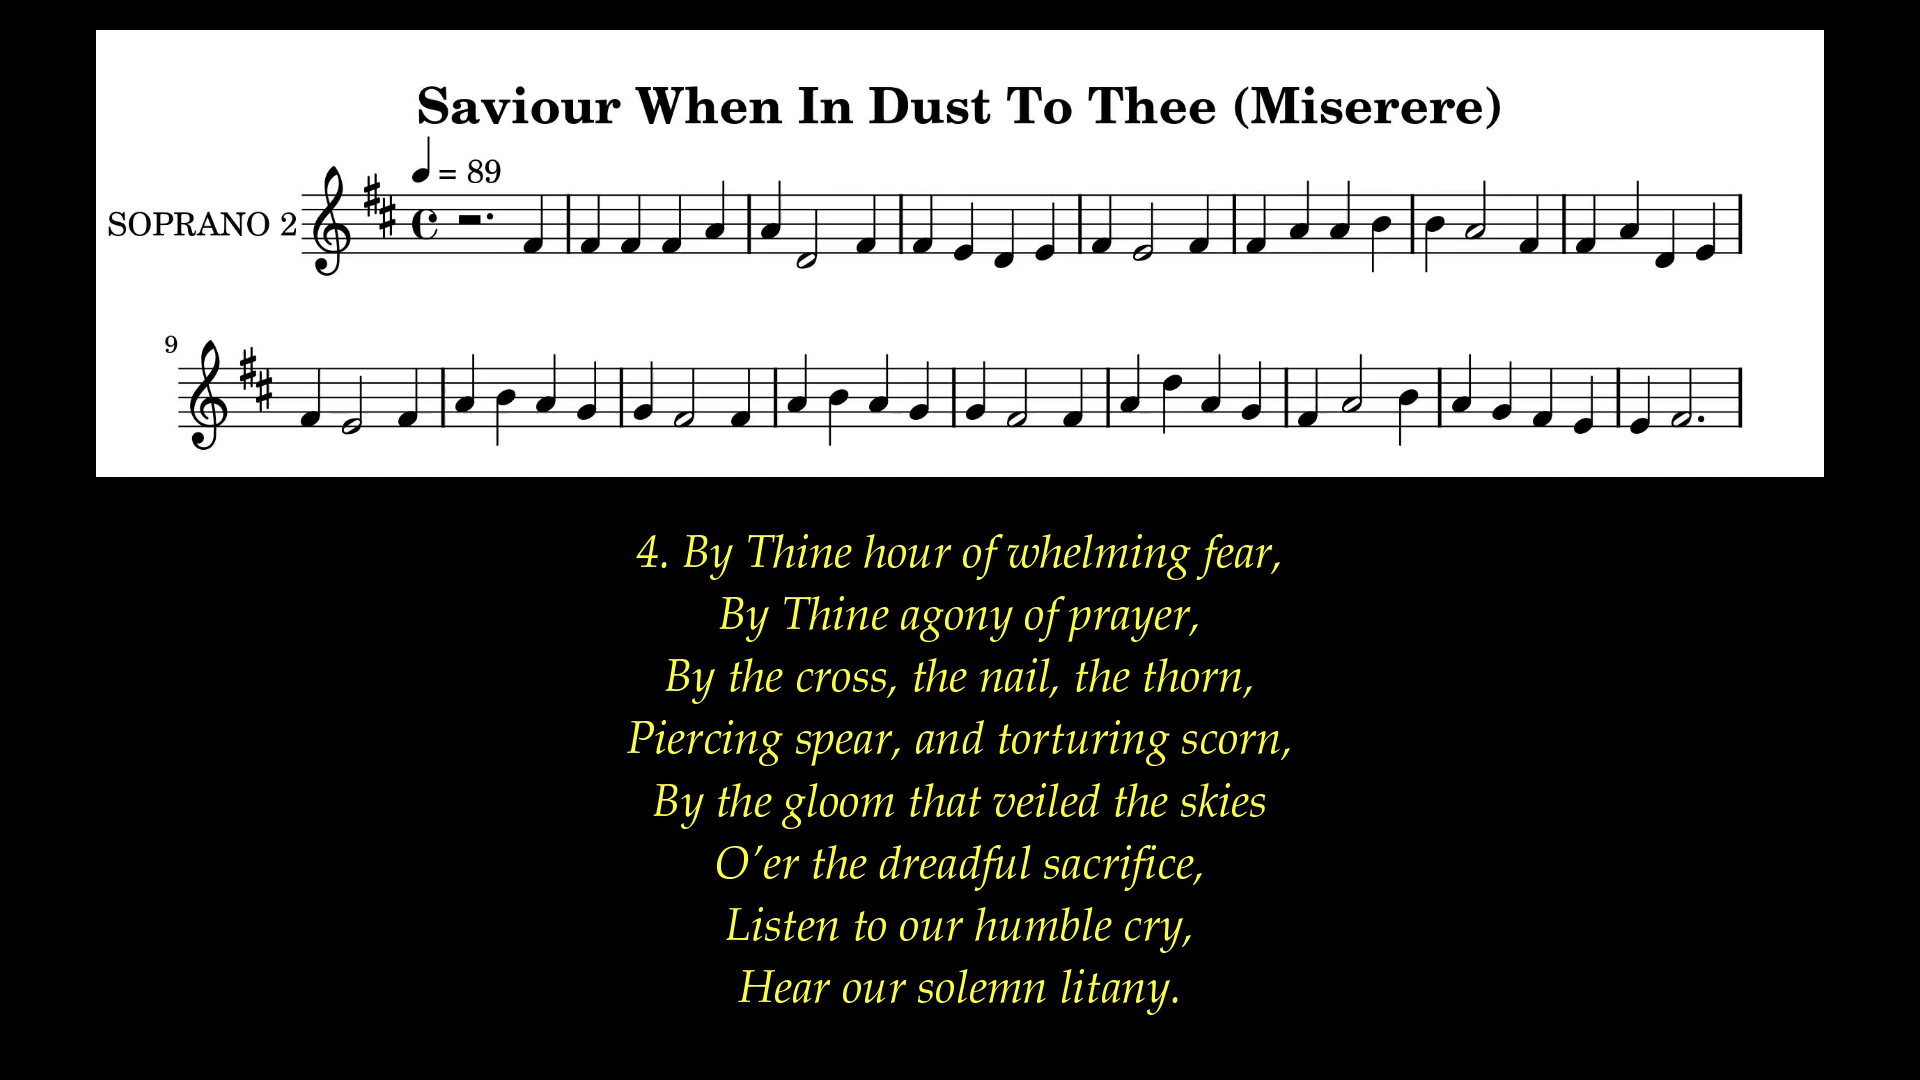 Saviour When In Dust To Thee (Miserere)
= 89
SOPRANO 2
9
4. By Thine hour of whelming fear,
By Thine agony of prayer,
By the cross, the nail, the thorn,
Piercing spear, and torturing scorn,
By the gloom that veiled the skies
O’er the dreadful sacrifice,
Listen to our humble cry,
Hear our solemn litany.